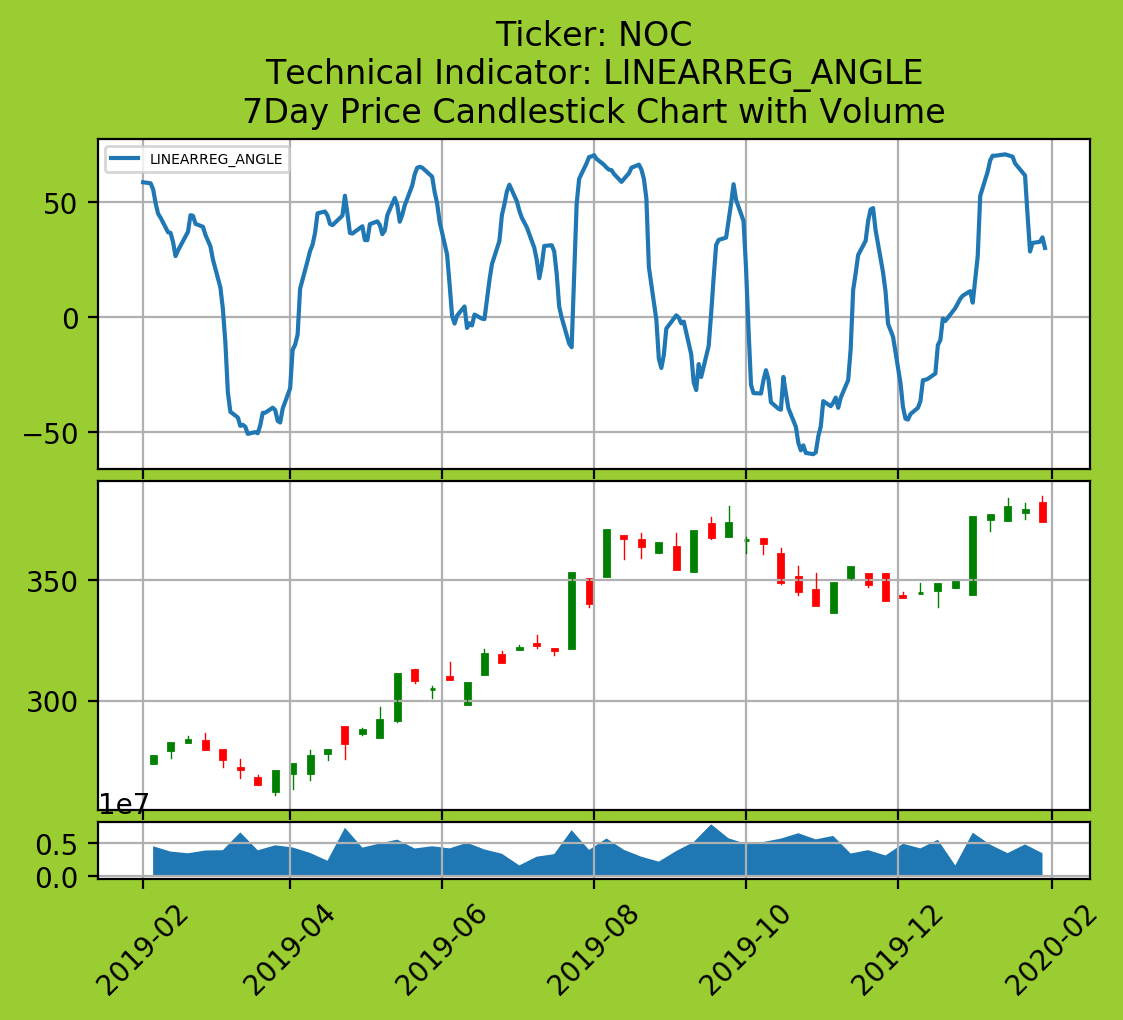 Ticker: NOC
Technical Indicator: LINEARREG_ANGLE
7Day Price Candlestick Chart with Volume
LINEARREG_ANGLE
50
0
−50
350
300
1e7
0.5
0.0
2019-02
2019-04
2019-06
2019-08
2019-10
2019-12
2020-02